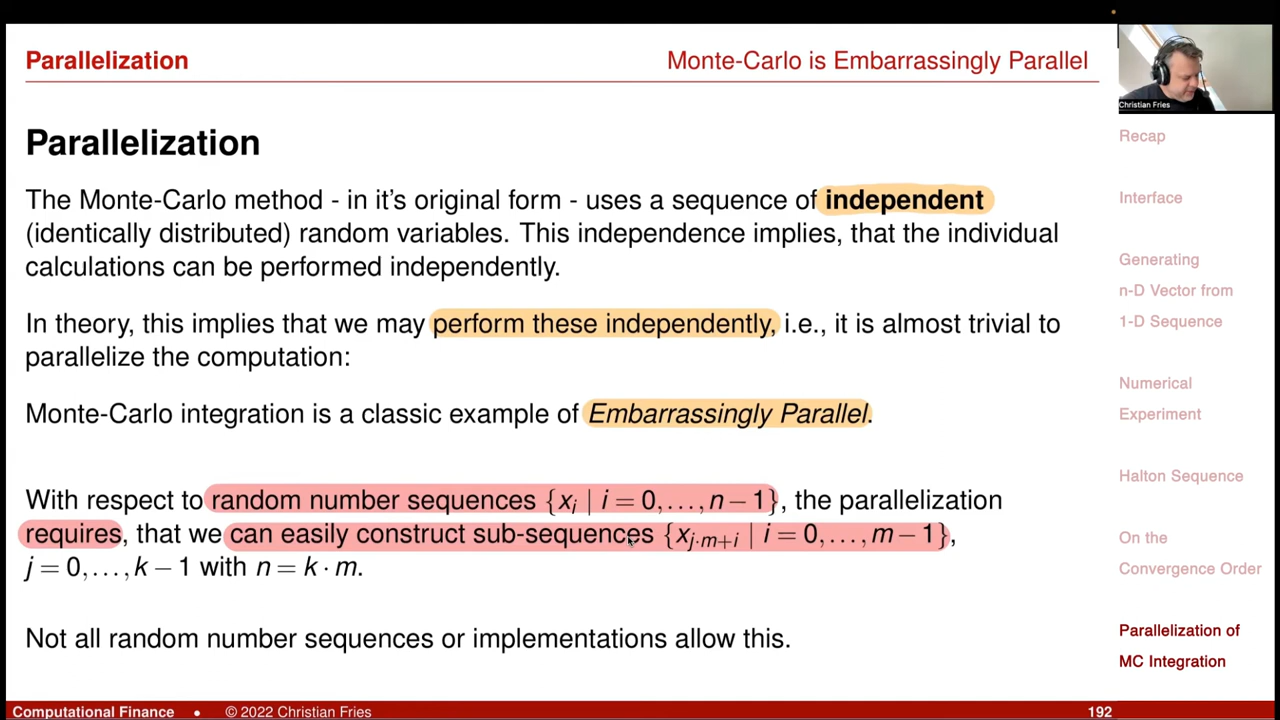 Parallelization
Monte-Carlo is Embarrassingly Parallel
Christian Fries
Parallelization
The Monte-Carlo method - in it's original form - uses a sequence of independent
(identically distributed) random variables. This independence implies, that the individual
calculations can be performed independently.
In theory, this implies that we may perform these independently, i.e., it is almost trivial to
parallelize the computation:
Monte-Carlo integration is a classic example of Embarrassingly Parallel.
With respect to random number sequences {xᵢ | i = 0,...,n − 1}, the parallelization
requires, that we can easily construct sub-sequences {x_{j·m+i} | i = 0,...,m − 1},
j = 0,...,k − 1 with n = k · m.
Not all random number sequences or implementations allow this.
Recap
Interface
Generating
n-D Vector from
1-D Sequence
Numerical
Experiment
Halton Sequence
On the
Convergence Order
Parallelization of
MC Integration
Computational Finance • © 2022 Christian Fries
192